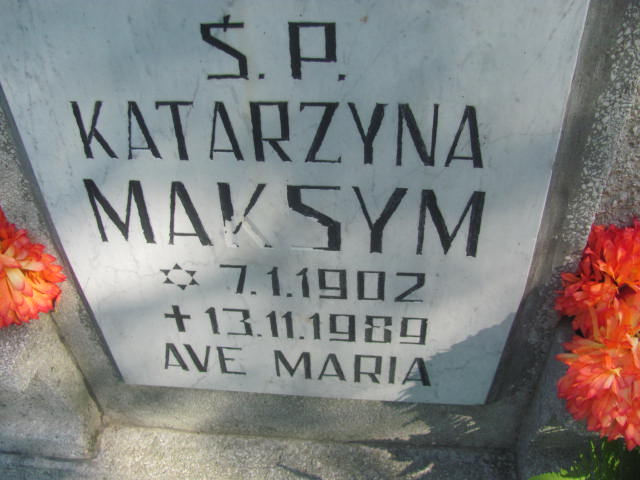 Ś.P.
KATARZYNA
MAKSYM
✡ 7.1.1902
✝ 13.11.1989
AVE MARIA